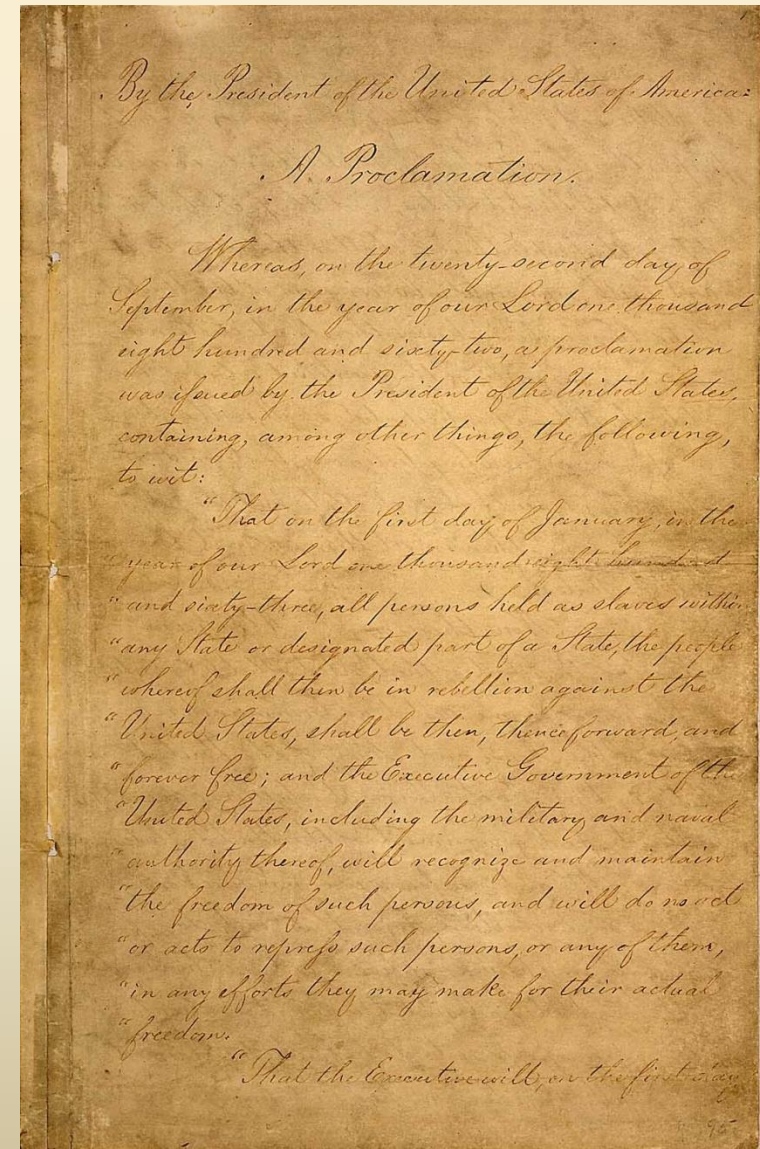 By the President of the United States of America:
A Proclamation.
Whereas, on the twenty-second day of
September, in the year of our Lord one thousand
eight hundred and sixty-two, a proclamation
was issued by the President of the United States,
containing, among other things, the following,
to wit:
"That on the first day of January, in the
"year of our Lord one thousand eight hundred
"and sixty-three, all persons held as slaves within
"any State or designated part of a State, the people
"whereof shall then be in rebellion against the
"United States, shall be then, thenceforward, and
"forever free; and the Executive Government of the
"United States, including the military and naval
"authority thereof, will recognize and maintain
"the freedom of such persons, and will do no act
"or acts to repress such persons, or any of them,
"in any efforts they may make for their actual
"freedom.
"That the Executive will, on the first day